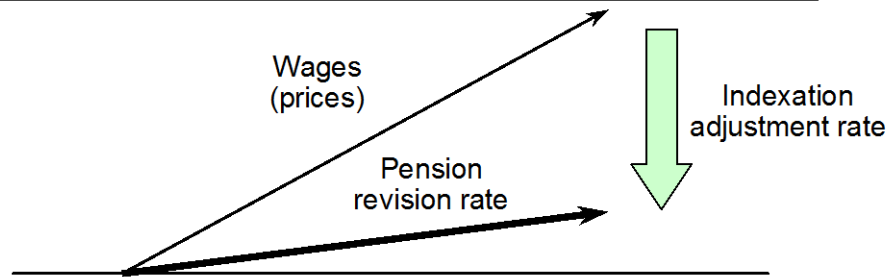 Wages
(prices)
Indexation
adjustment rate
Pension
revision rate